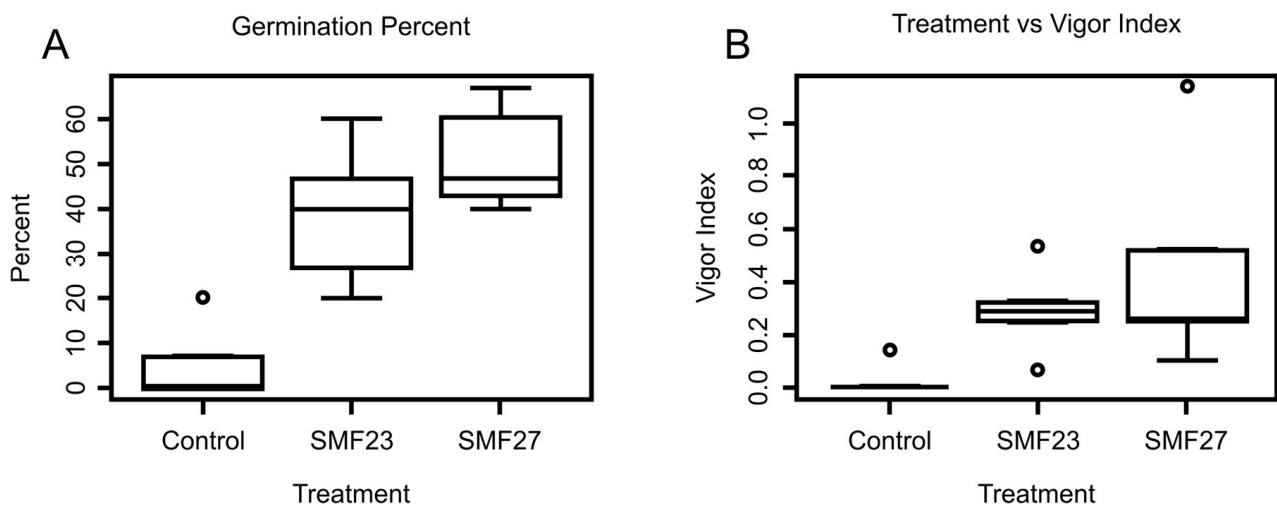 A
Germination Percent
Percent
60
50
40
30
20
10
0
Control SMF23 SMF27
Treatment
B
Treatment vs Vigor Index
Vigor Index
1.0
0.8
0.6
0.4
0.2
0.0
Control SMF23 SMF27
Treatment